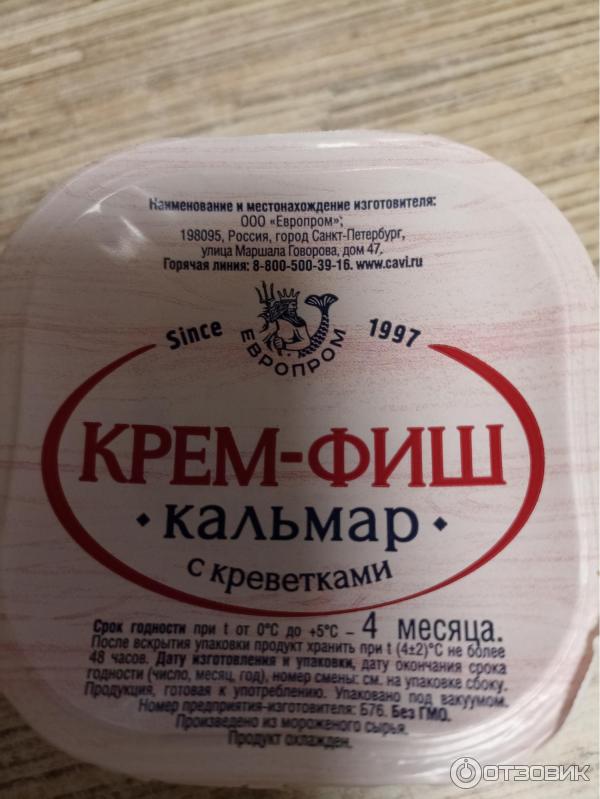 Наименование и местонахождение изготовителя:
ООО «Европром»;
198095, Россия, город Санкт-Петербург,
улица Маршала Говорова, дом 47.
Горячая линия: 8-800-500-39-16. www.cavi.ru
Since 1997
ЕВРОПРОМ
КРЕМ-ФИШ
• кальмар •
с креветками
Срок годности при t от 0°С до +5°С – 4 месяца.
После вскрытия упаковки продукт хранить при t (4±2)°С не более
48 часов. Дату изготовления и упаковки, дату окончания срока
годности (число, месяц, год), номер смены: см. на упаковке сбоку.
Продукция, готовая к употреблению. Упаковано под вакуумом.
Номер предприятия-изготовителя: Б76. Без ГМО.
Произведено из мороженого сырья.
Продукт охлажден.
ОТЗОВИК